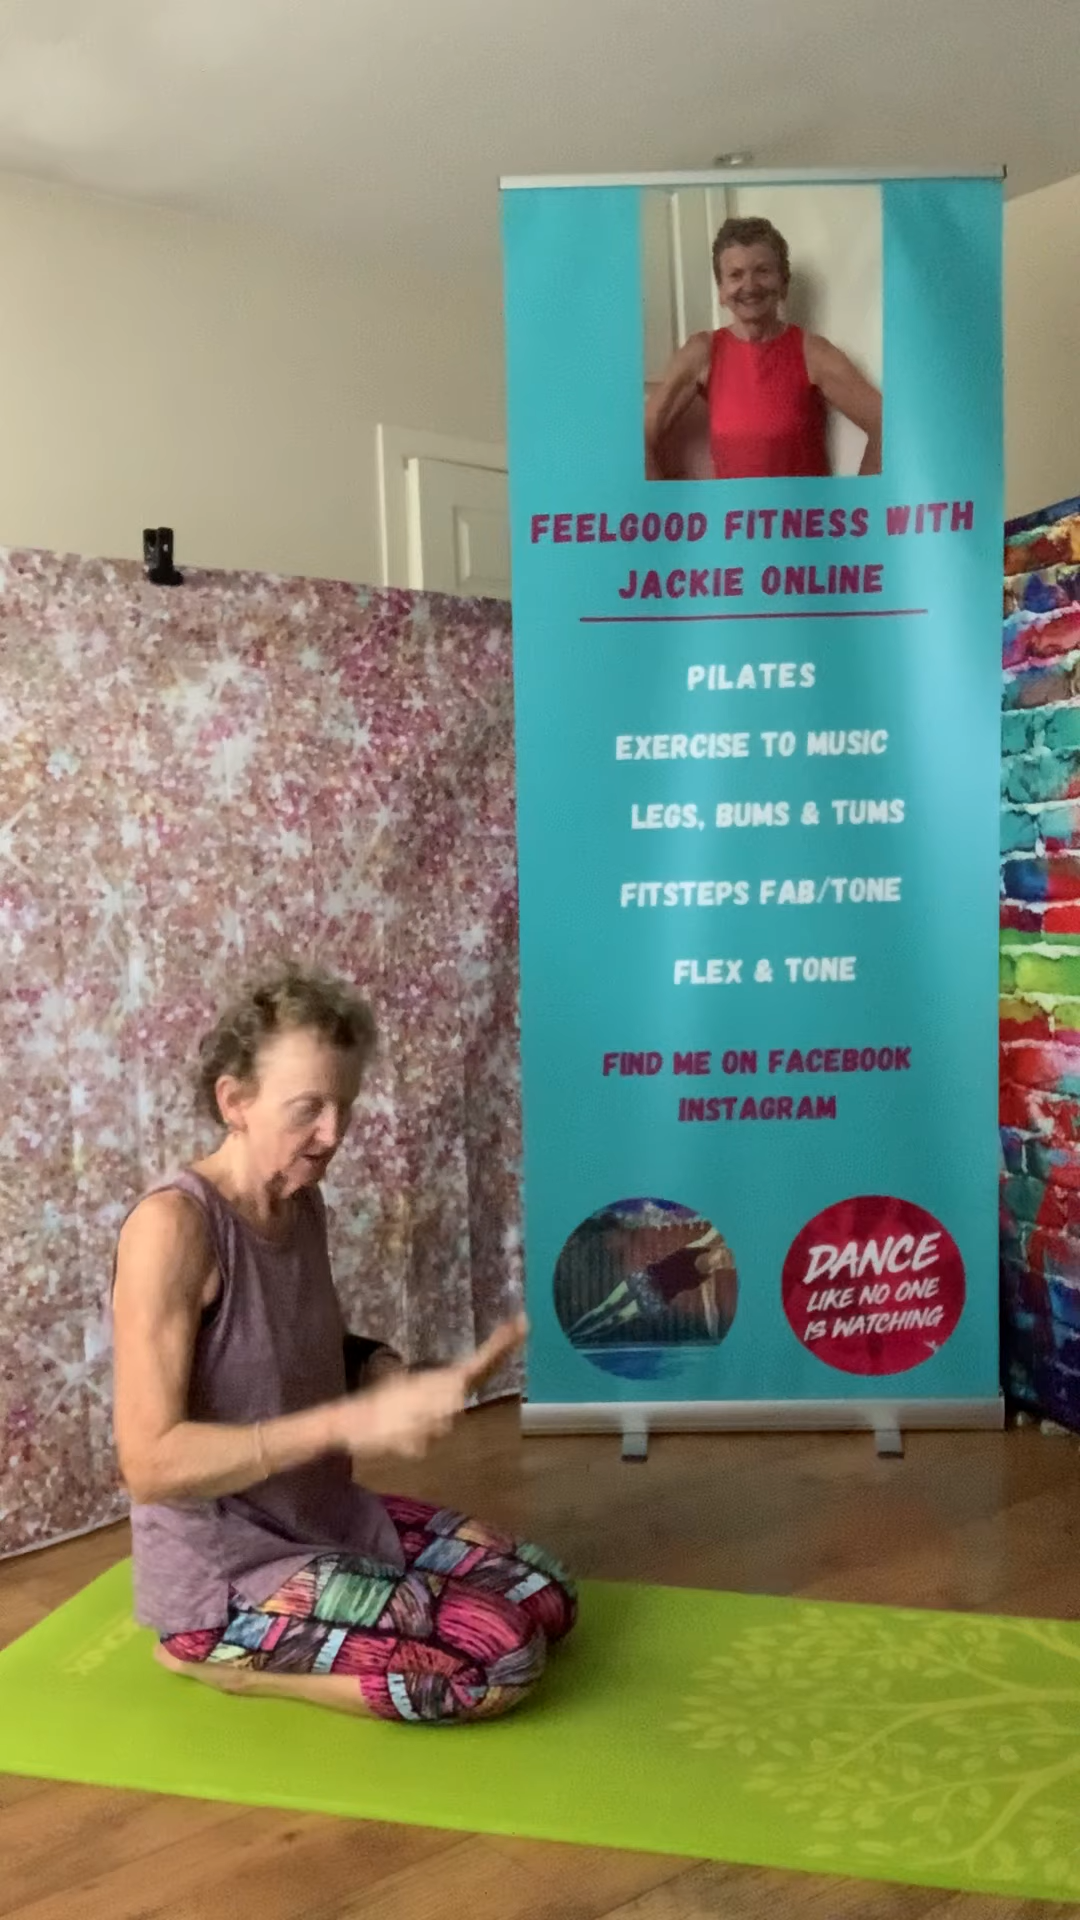 FEELGOOD FITNESS WITH
JACKIE ONLINE
PILATES
EXERCISE TO MUSIC
LEGS, BUMS & TUMS
FITSTEPS FAB/TONE
FLEX & TONE
FIND ME ON FACEBOOK
INSTAGRAM
DANCE
LIKE NO ONE
IS WATCHING